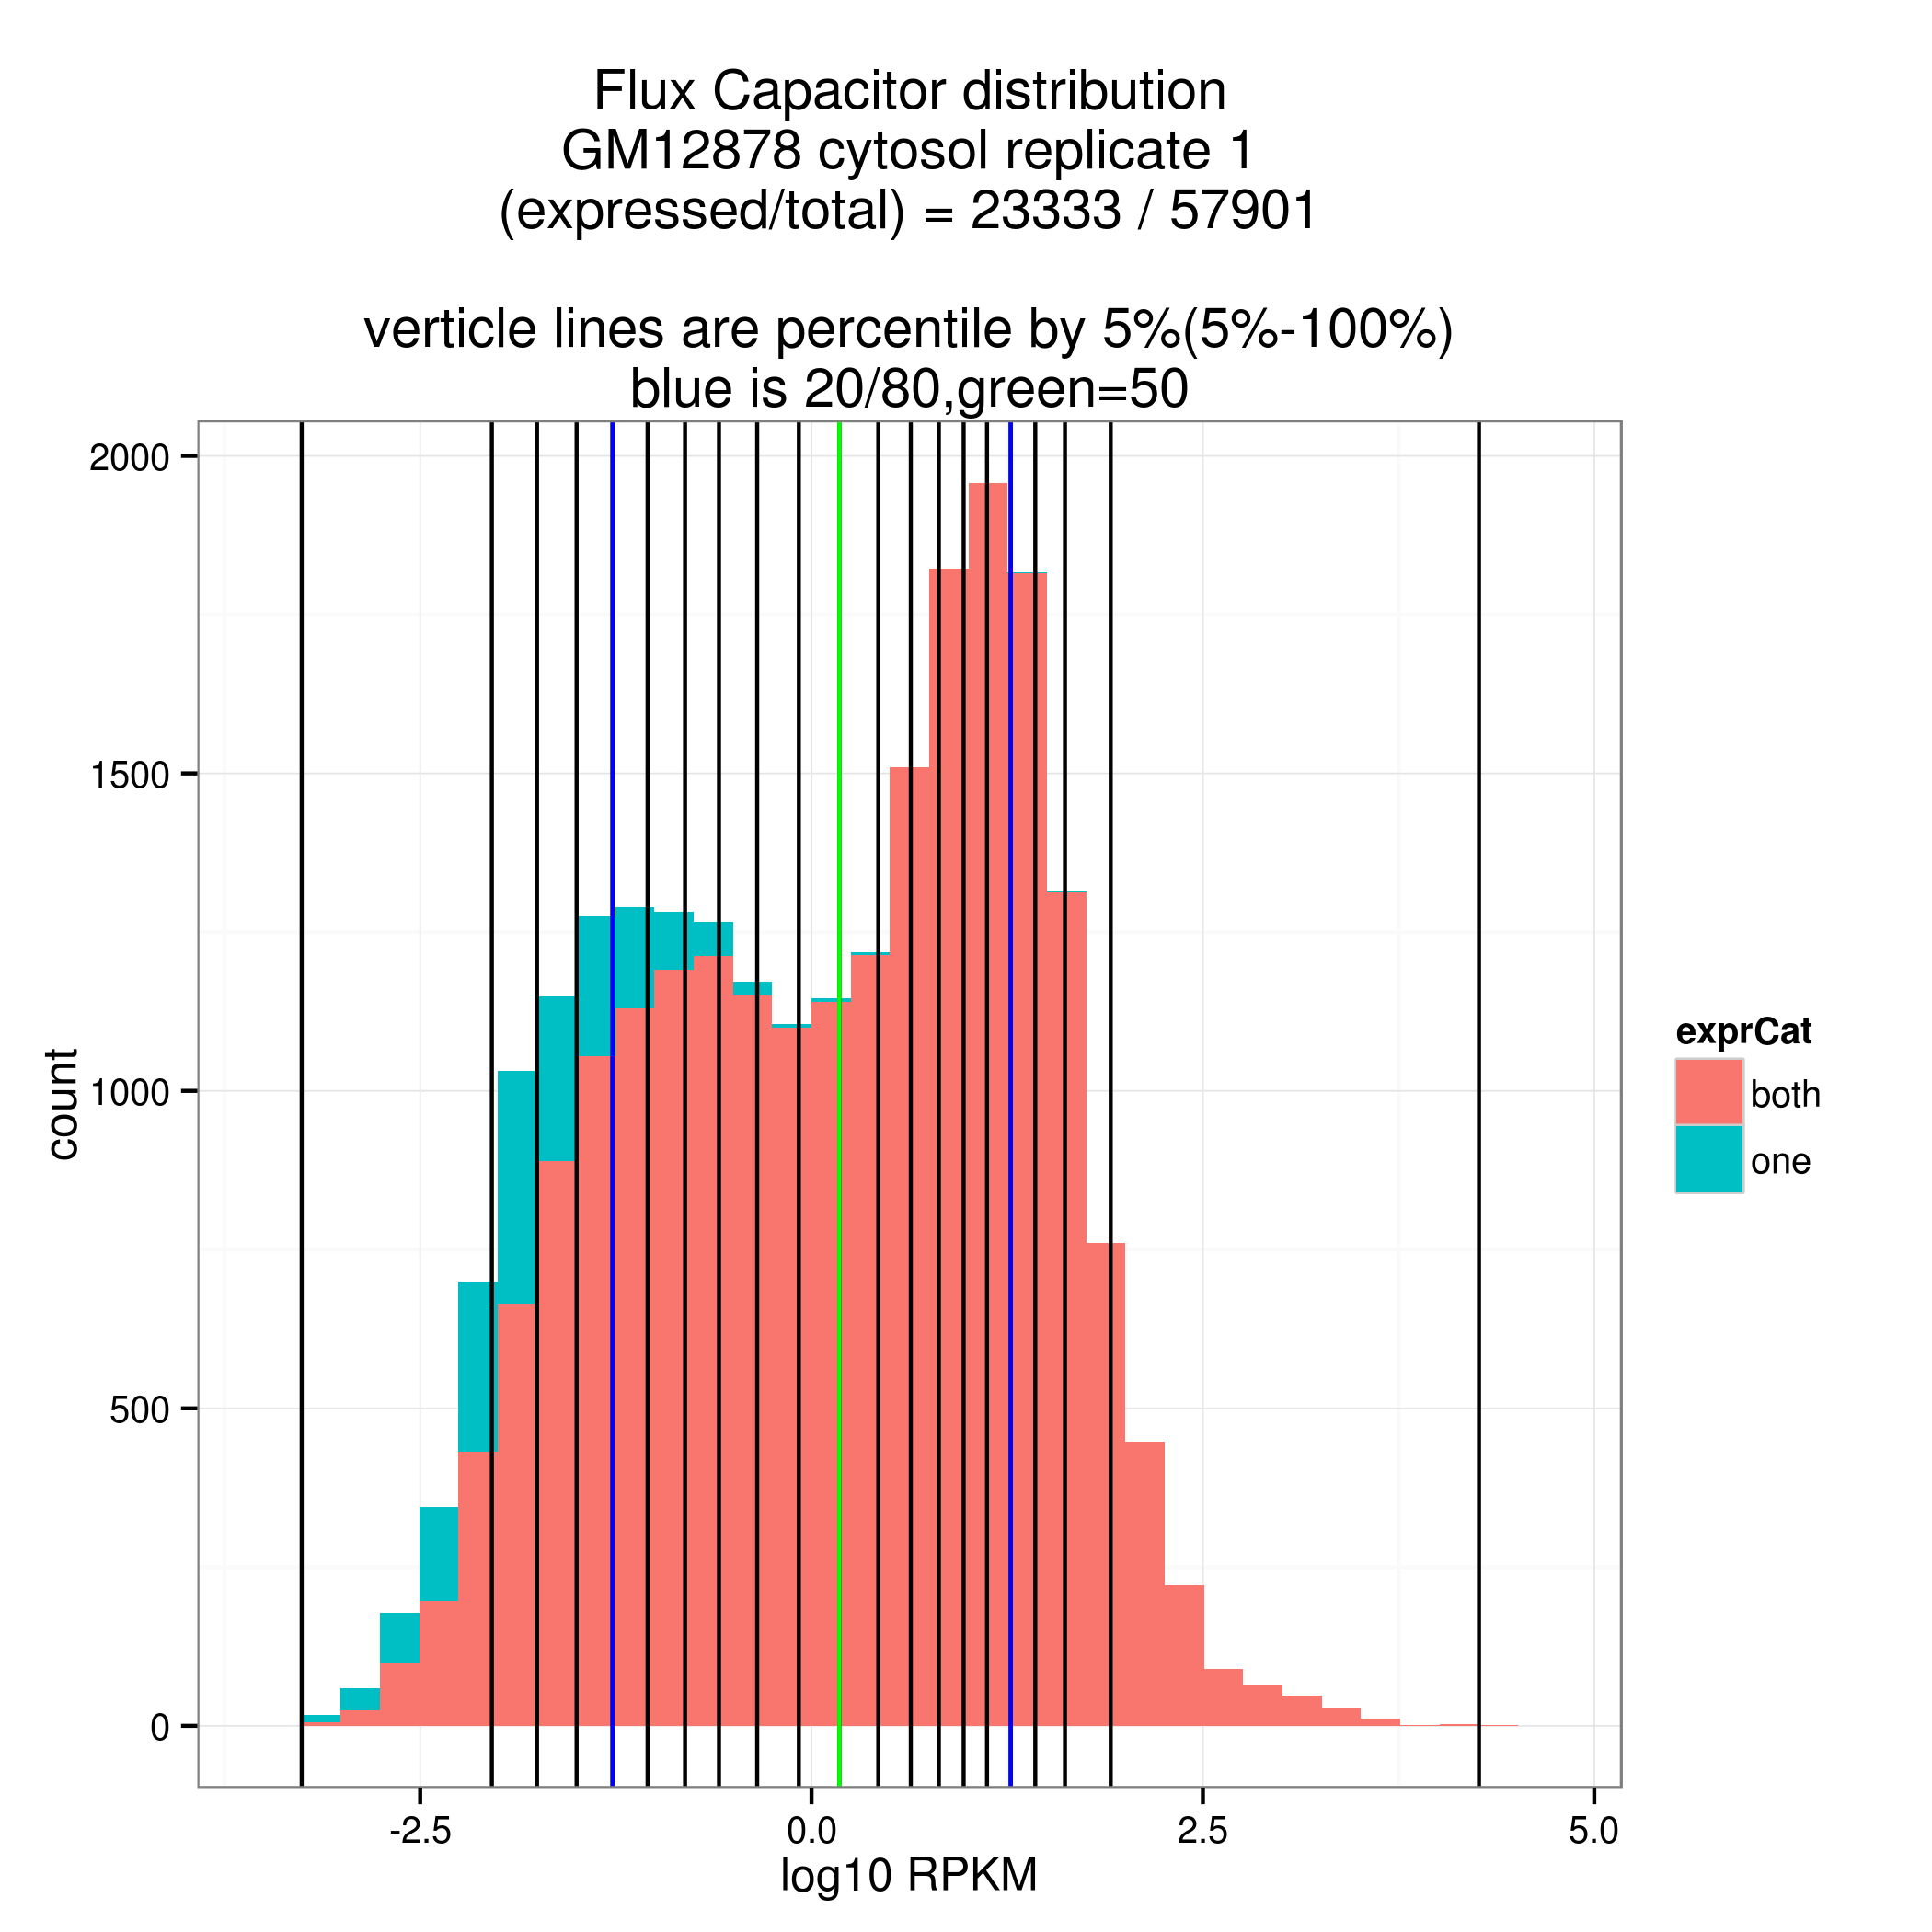 Flux Capacitor distribution
GM12878 cytosol replicate 1
(expressed/total) = 23333 / 57901
verticle lines are percentile by 5%(5%-100%)
blue is 20/80,green=50
2000
1500
1000
500
0
count
-2.5
0.0
2.5
5.0
log10 RPKM
exprCat
both
one